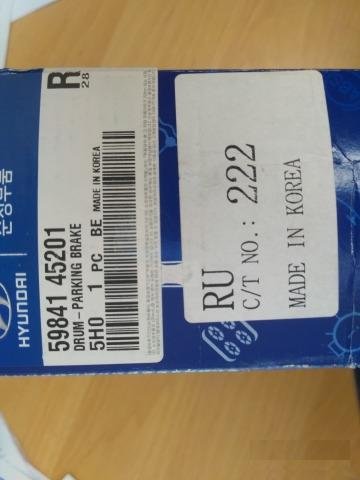 순정부품
HYUNDAI
R
28
59841 45201
DRUM-PARKING BRAKE
5H0 1 PC BE MADE IN KOREA
RU
C/T NO.: 222
MADE IN KOREA